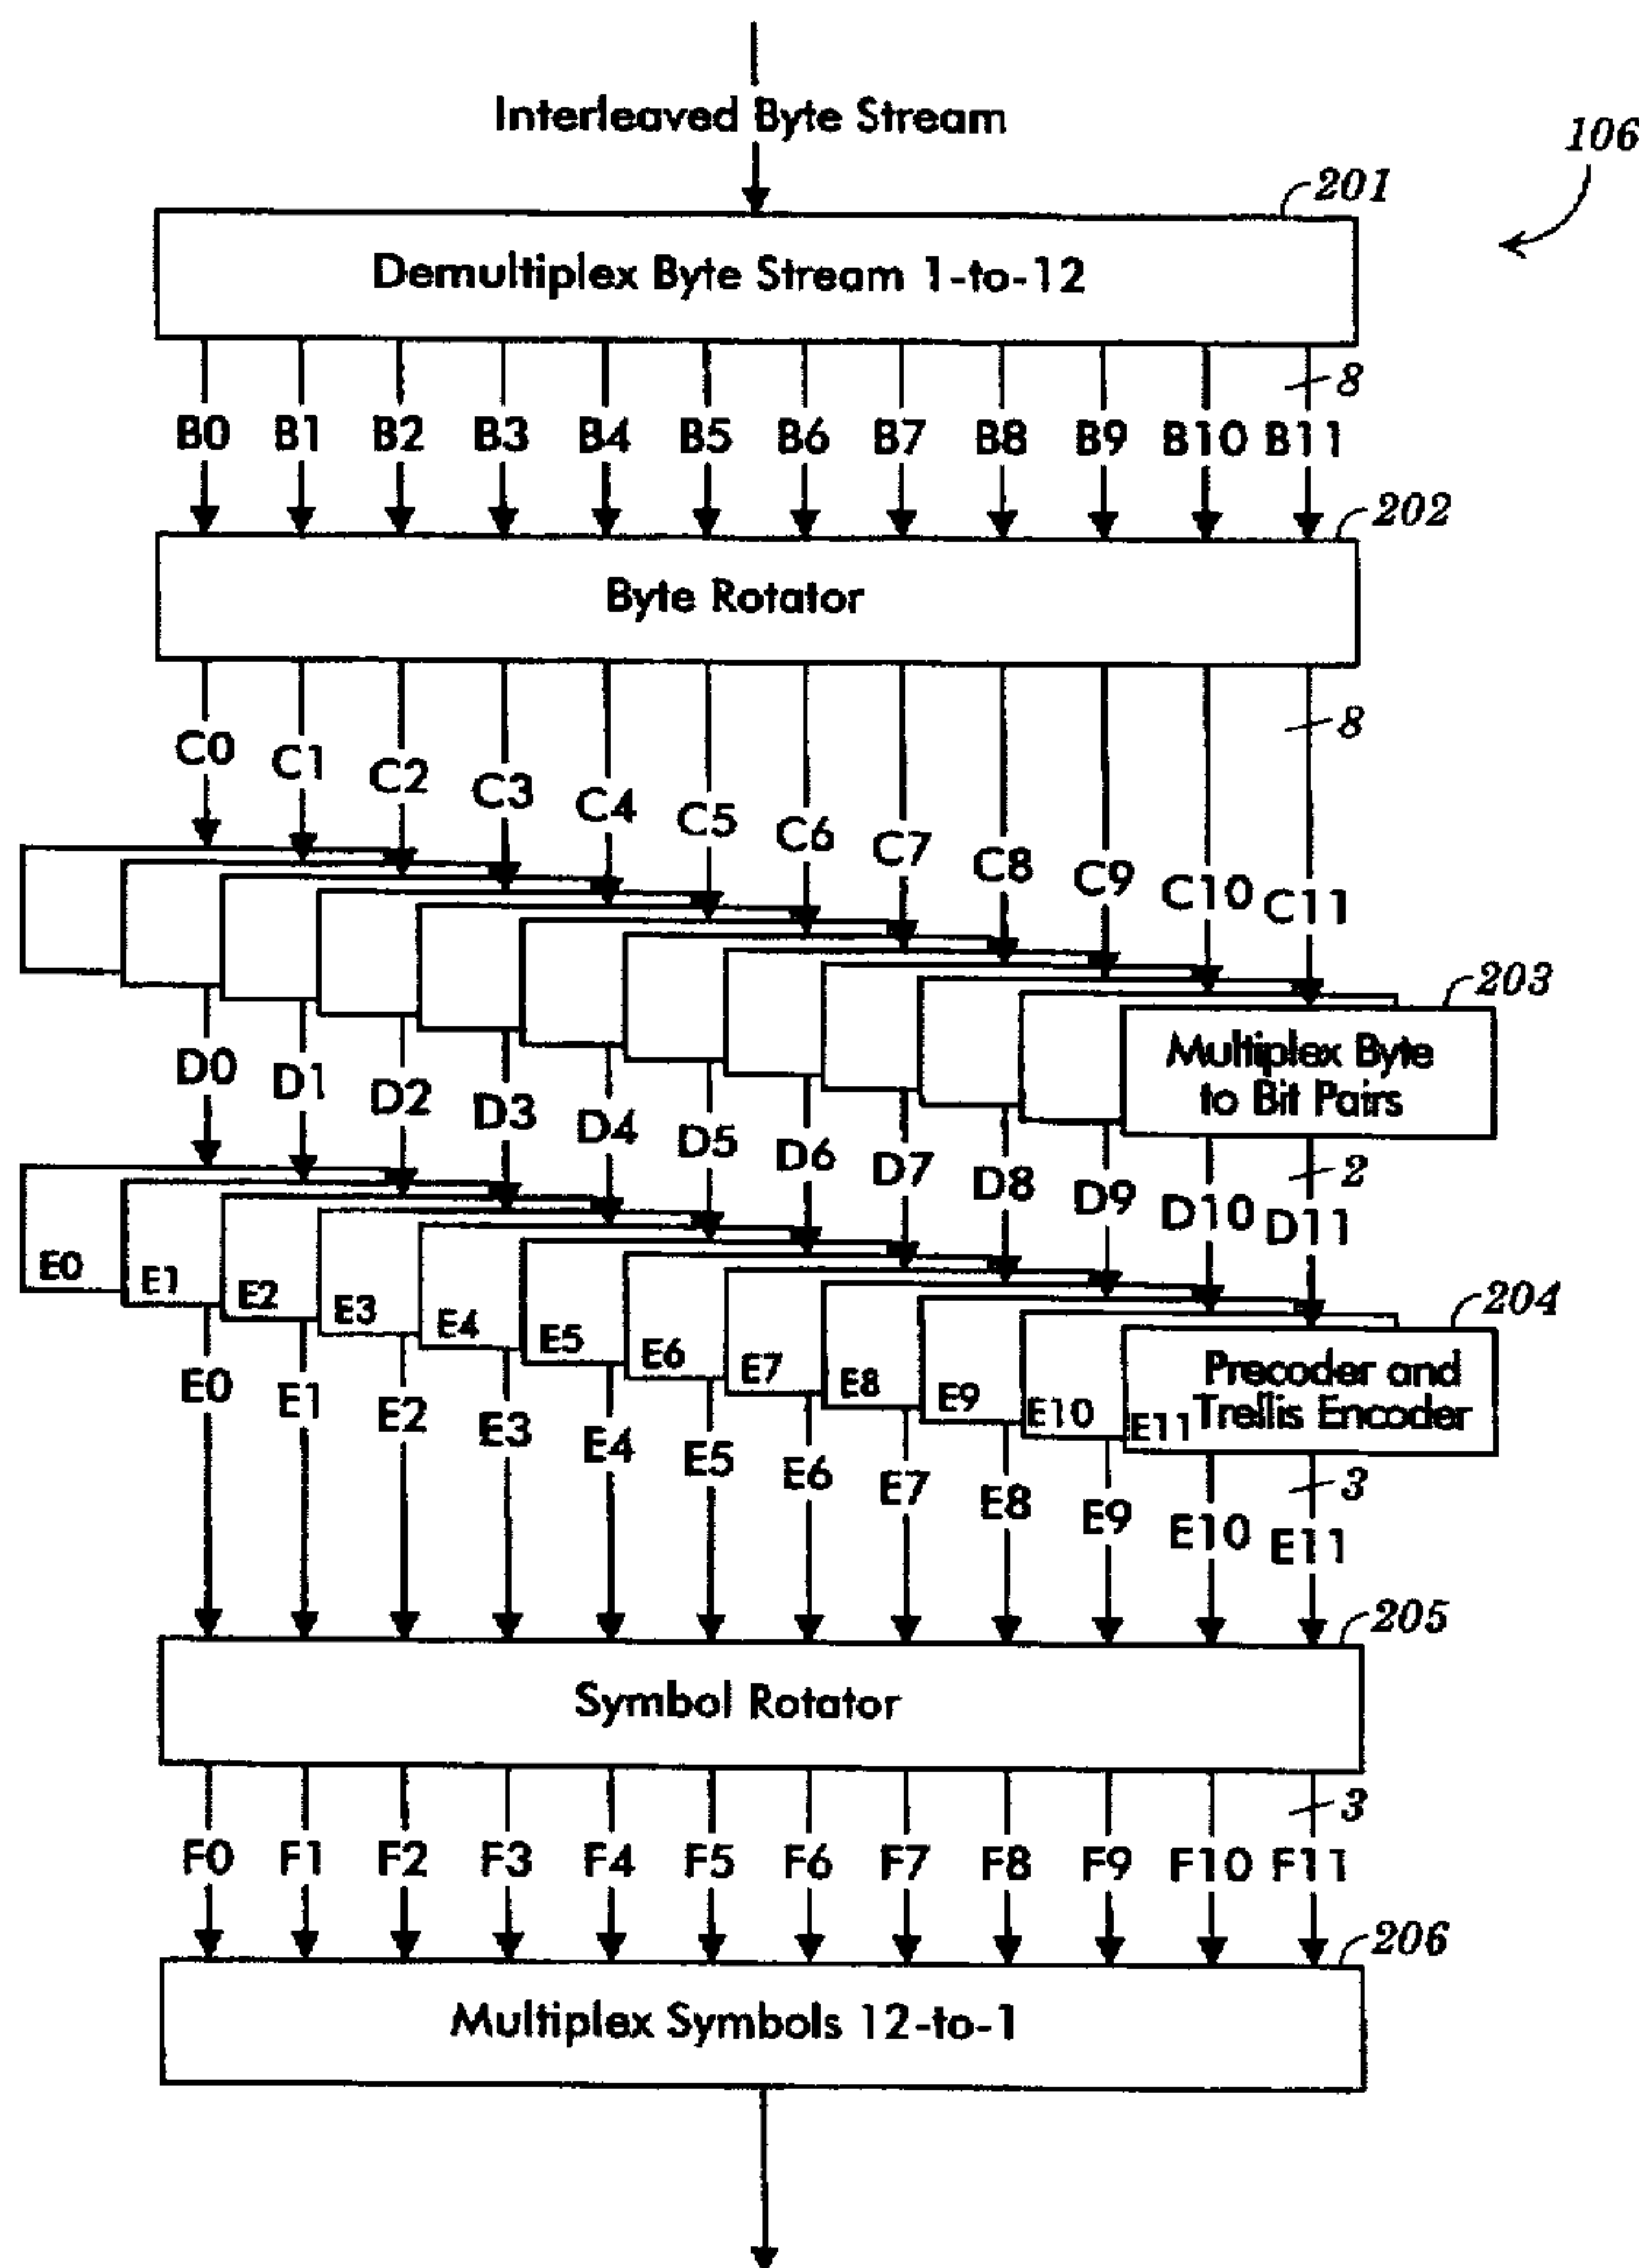 Interleaved Byte Stream
106
201
Demultiplex Byte Stream 1-to-12
8
B0 B1 B2 B3 B4 B5 B6 B7 B8 B9 B10 B11
202
Byte Rotator
8
C0 C1 C2 C3 C4 C5 C6 C7 C8 C9 C10 C11
203
Multiplex Byte
to Bit Pairs
2
D0 D1 D2 D3 D4 D5 D6 D7 D8 D9 D10 D11
204
E0 E1 E2 E3 E4 E5 E6 E7 E8 E9 E10 E11
Precoder and
Trellis Encoder
3
E0 E1 E2 E3 E4 E5 E6 E7 E8 E9 E10 E11
205
Symbol Rotator
3
F0 F1 F2 F3 F4 F5 F6 F7 F8 F9 F10 F11
206
Multiplex Symbols 12-to-1